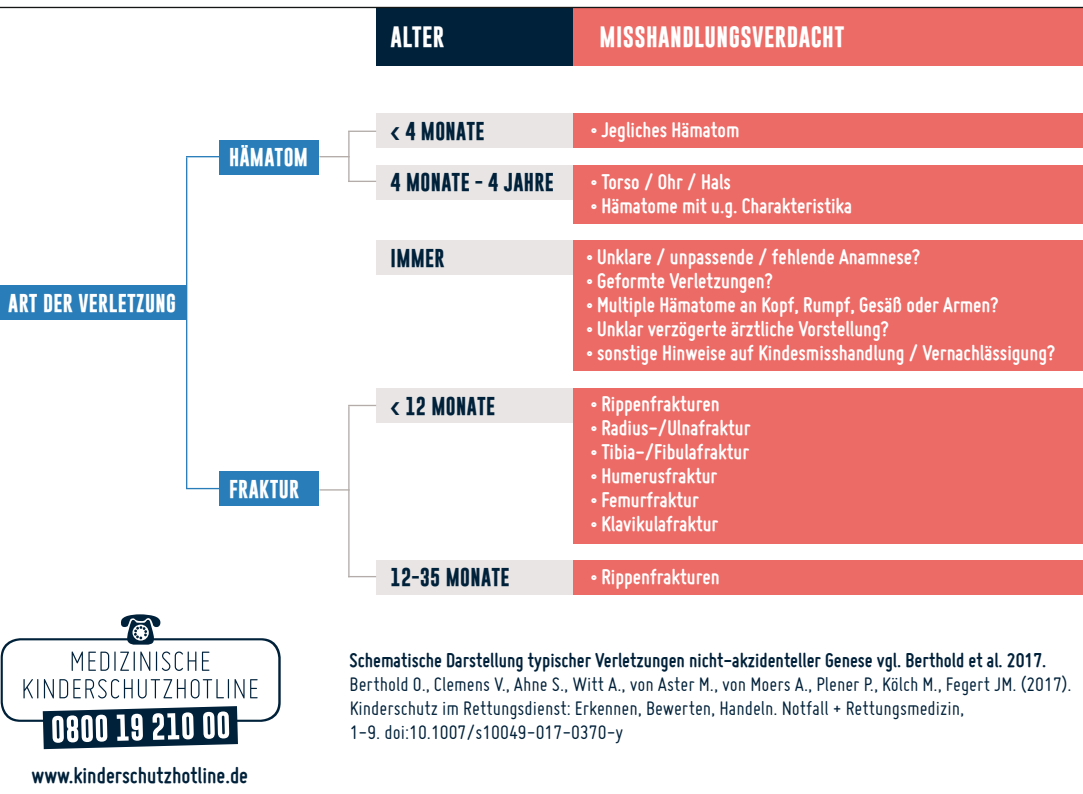 ALTER
MISSHANDLUNGSVERDACHT
ART DER VERLETZUNG
HÄMATOM
< 4 MONATE
• Jegliches Hämatom
4 MONATE - 4 JAHRE
• Torso / Ohr / Hals
• Hämatome mit u.g. Charakteristika
IMMER
• Unklare / unpassende / fehlende Anamnese?
• Geformte Verletzungen?
• Multiple Hämatome an Kopf, Rumpf, Gesäß oder Armen?
• Unklar verzögerte ärztliche Vorstellung?
• sonstige Hinweise auf Kindesmisshandlung / Vernachlässigung?
FRAKTUR
< 12 MONATE
• Rippenfrakturen
• Radius-/Ulnafraktur
• Tibia-/Fibulafraktur
• Humerusfraktur
• Femurfraktur
• Klavikulafraktur
12-35 MONATE
• Rippenfrakturen
MEDIZINISCHE
KINDERSCHUTZHOTLINE
0800 19 210 00
www.kinderschutzhotline.de
Schematische Darstellung typischer Verletzungen nicht-akzidenteller Genese vgl. Berthold et al. 2017.
Berthold O., Clemens V., Ahne S., Witt A., von Aster M., von Moers A., Plener P., Kölch M., Fegert JM. (2017).
Kinderschutz im Rettungsdienst: Erkennen, Bewerten, Handeln. Notfall + Rettungsmedizin,
1-9. doi:10.1007/s10049-017-0370-y